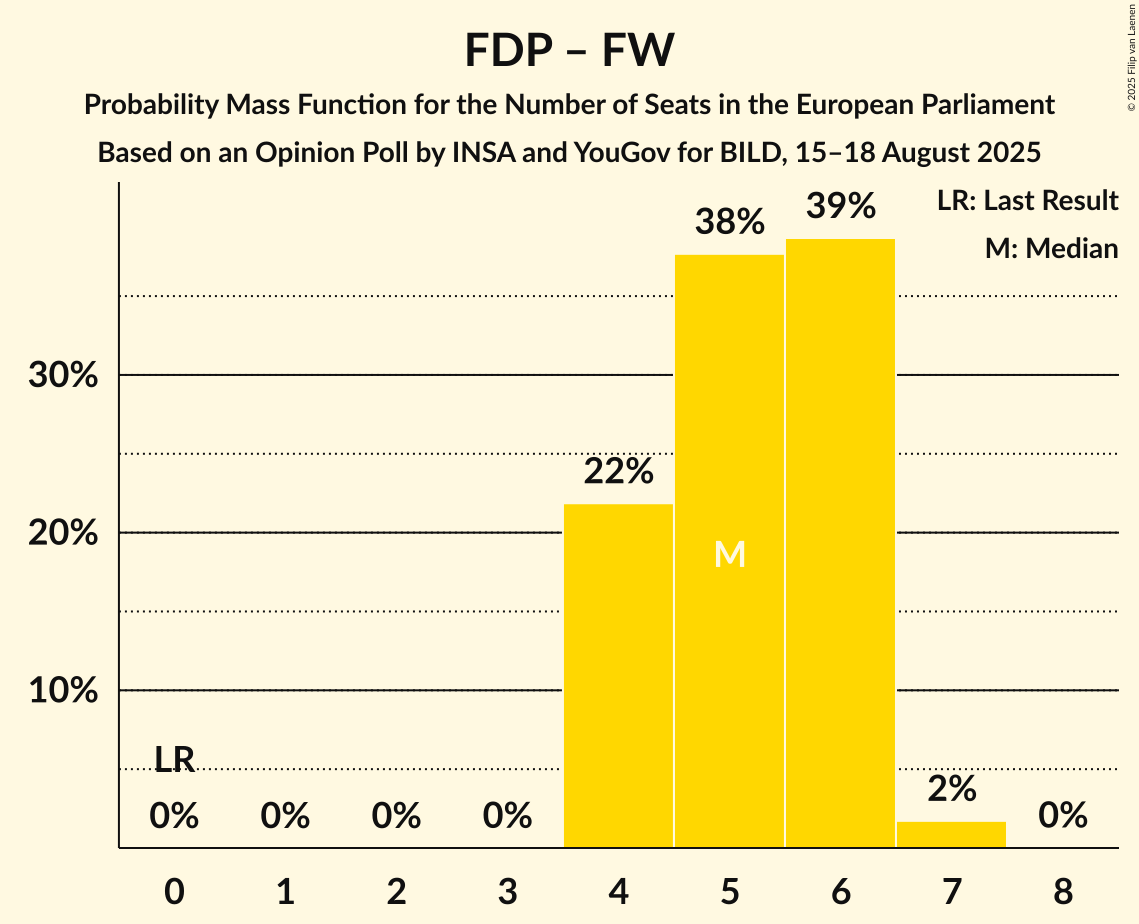 FDP – FW
Probability Mass Function for the Number of Seats in the European Parliament
Based on an Opinion Poll by INSA and YouGov for BILD, 15–18 August 2025
© 2025 Filip van Laenen
LR: Last Result
M: Median
39%
38%
30%
22%
20%
M
10%
LR
2%
0% 0% 0% 0% 0%
0 1 2 3 4 5 6 7 8